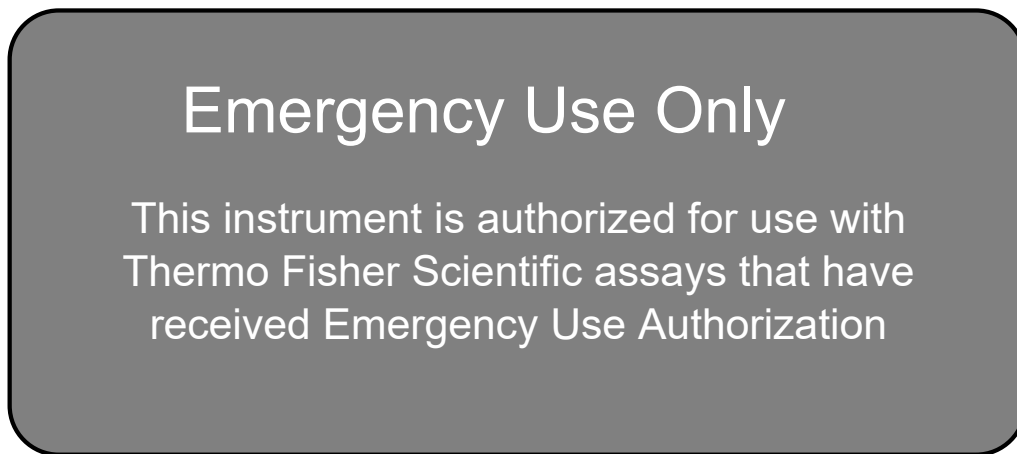 Emergency Use Only
This instrument is authorized for use with
Thermo Fisher Scientific assays that have
received Emergency Use Authorization